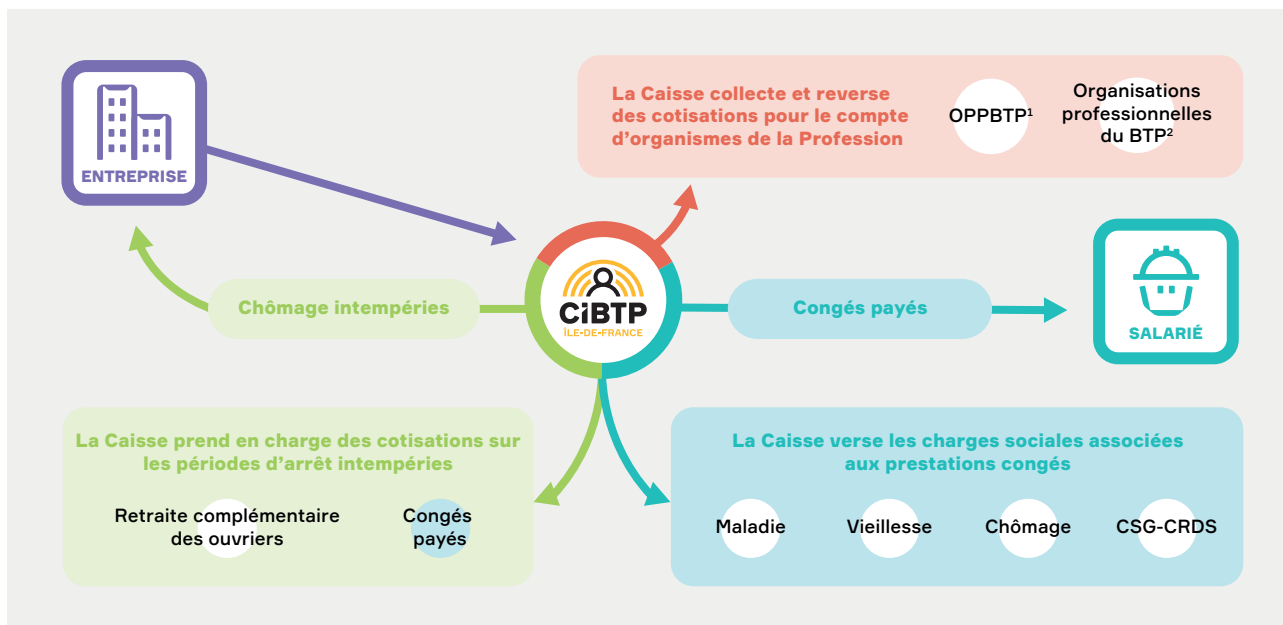 ENTREPRISE
La Caisse collecte et reverse
des cotisations pour le compte
d'organismes de la Profession
OPPBTP¹
Organisations
professionnelles
du BTP²
Chômage intempéries
CiBTP
ÎLE-DE-FRANCE
Congés payés
SALARIÉ
La Caisse prend en charge des cotisations sur
les périodes d'arrêt intempéries
Retraite complémentaire
des ouvriers
Congés
payés
La Caisse verse les charges sociales associées
aux prestations congés
Maladie
Vieillesse
Chômage
CSG-CRDS